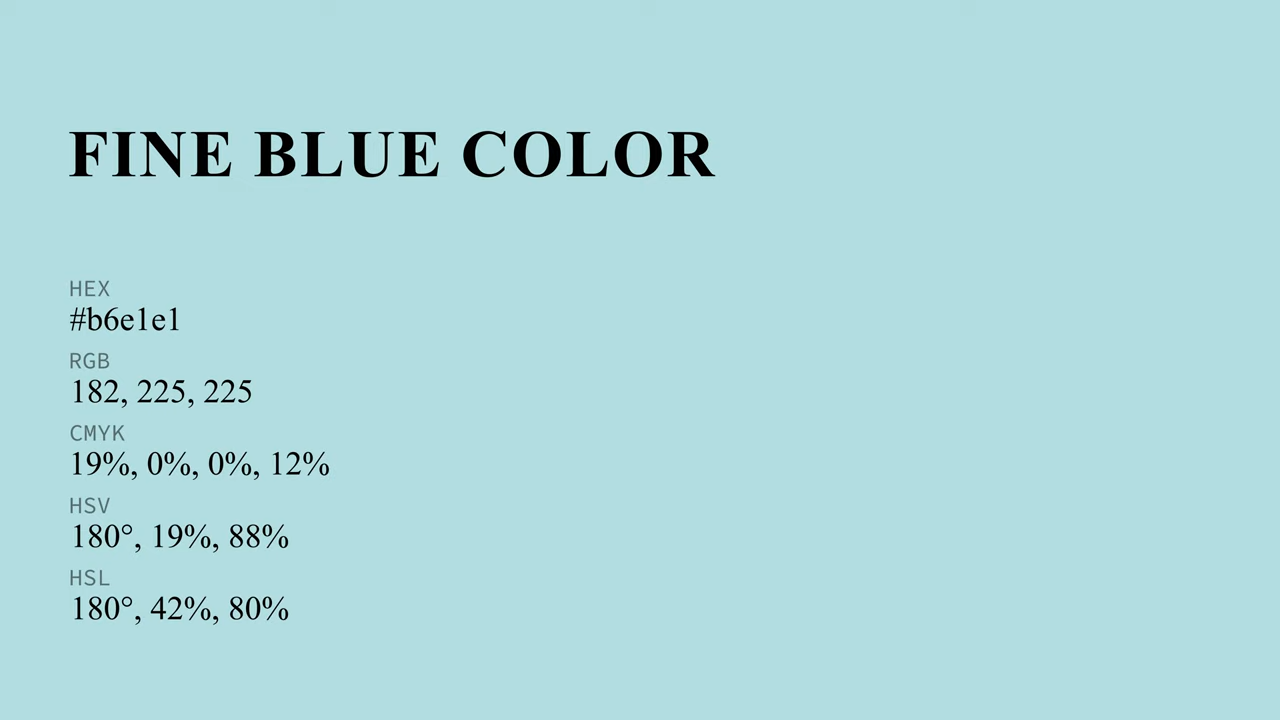 FINE BLUE COLOR
HEX
#b6e1e1
RGB
182, 225, 225
CMYK
19%, 0%, 0%, 12%
HSV
180°, 19%, 88%
HSL
180°, 42%, 80%